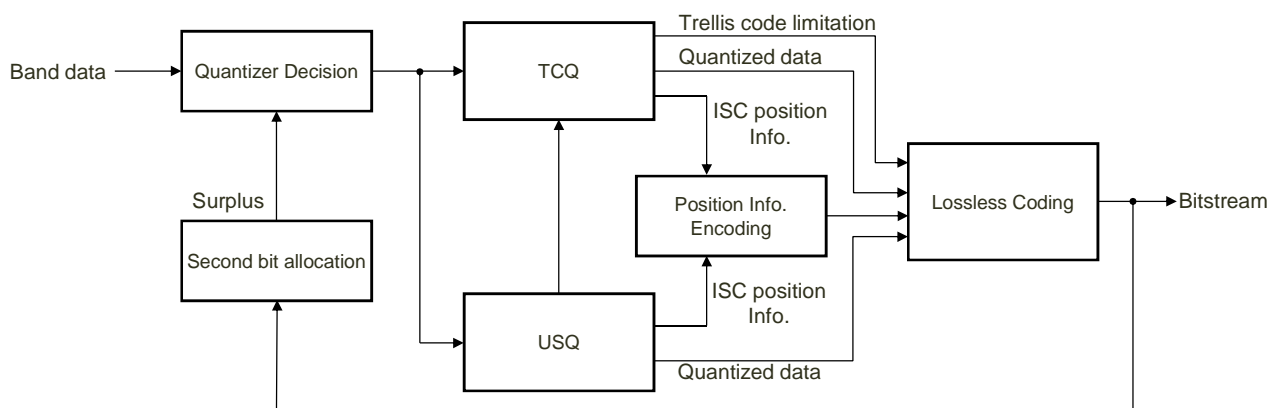 Trellis code limitation
Quantized data
Band data
Quantizer Decision
TCQ
ISC position
Info.
Surplus
Position Info.
Encoding
Lossless Coding
Bitstream
Second bit allocation
ISC position
Info.
USQ
Quantized data